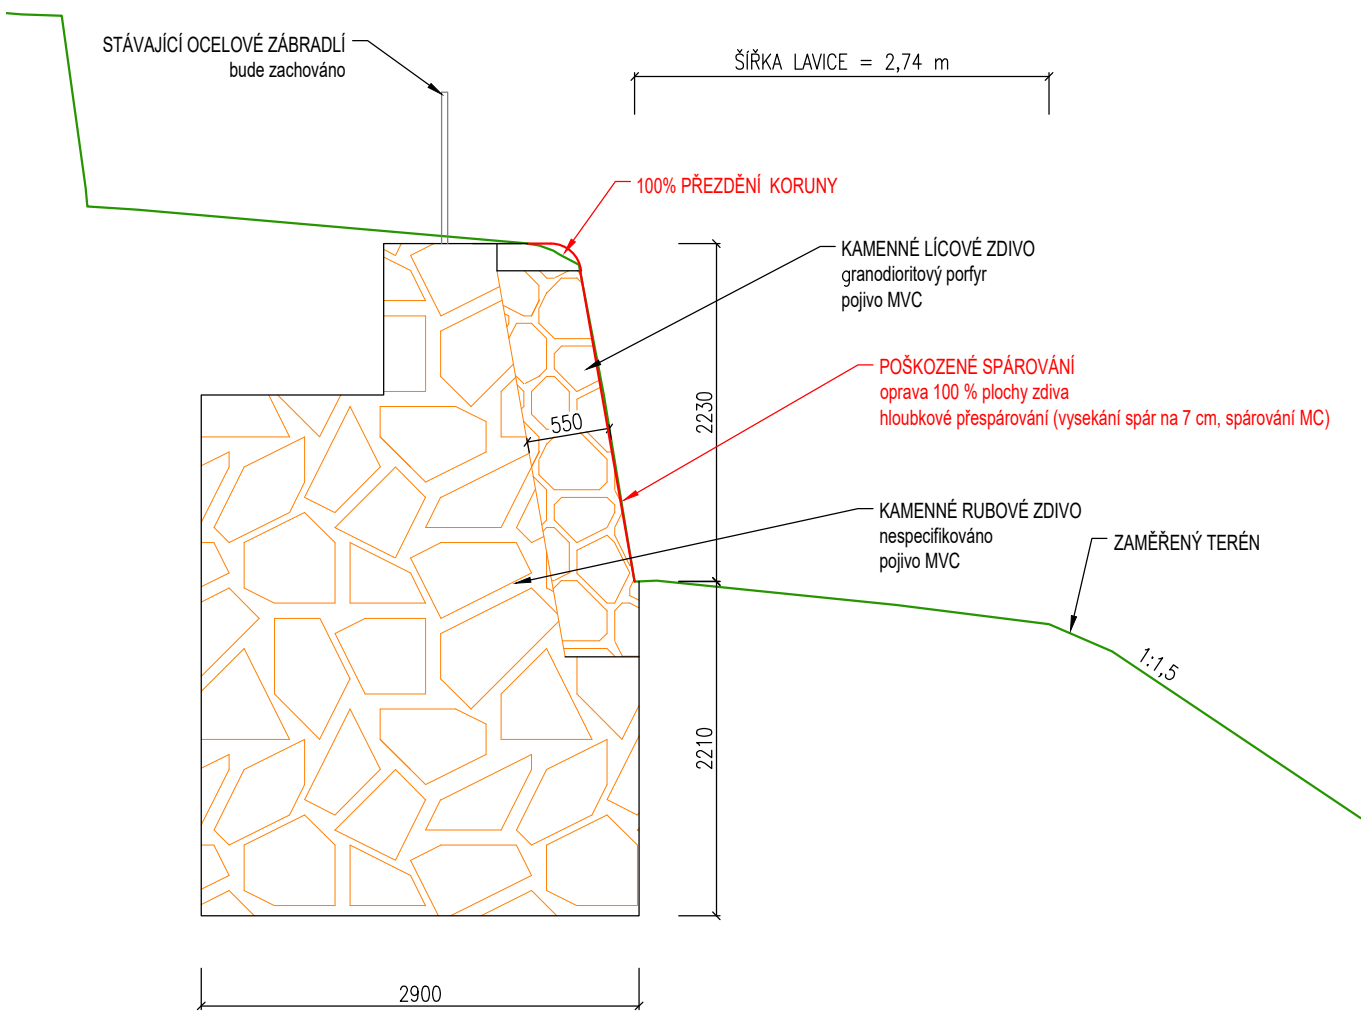 STÁVAJÍCÍ OCELOVÉ ZÁBRADLÍ
bude zachováno
ŠÍŘKA LAVICE = 2,74 m
100% PŘEZDĚNÍ KORUNY
KAMENNÉ LÍCOVÉ ZDIVO
granodioritový porfyr
pojivo MVC
POŠKOZENÉ SPÁROVÁNÍ
oprava 100 % plochy zdiva
hloubkové přespárování (vysekání spár na 7 cm, spárování MC)
2230
550
KAMENNÉ RUBOVÉ ZDIVO
nespecifikováno
pojivo MVC
ZAMĚŘENÝ TERÉN
1:1,5
2210
2900